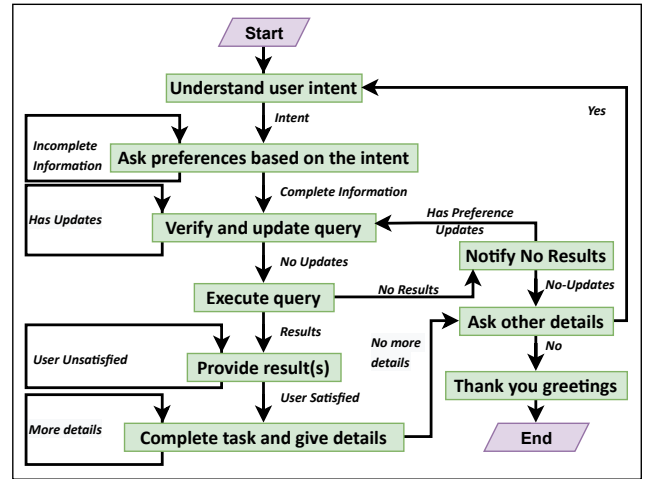 Start
Understand user intent
Yes
Intent
Incomplete
Information
Ask preferences based on the intent
Complete Information
Has Updates
Verify and update query
Has Preference
Updates
No Updates
Notify No Results
Execute query
No Results
No-Updates
Results
Ask other details
User Unsatisfied
Provide result(s)
No more
details
No
User Satisfied
Thank you greetings
More details
Complete task and give details
End